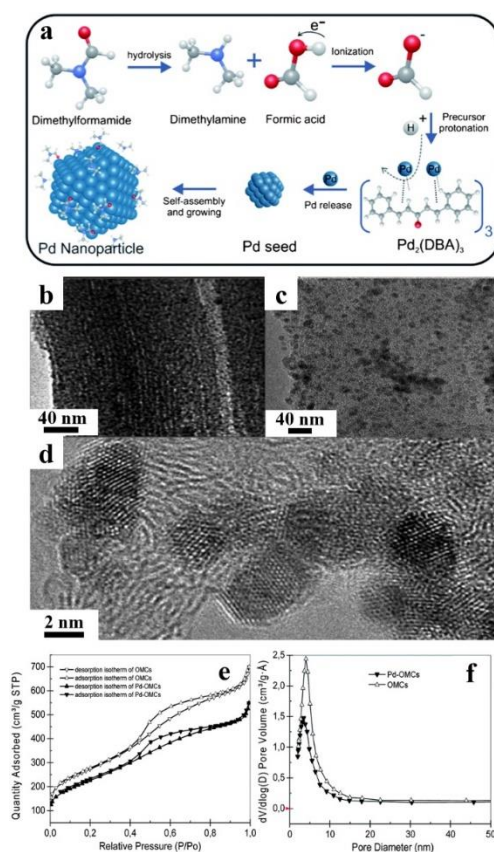 a
e⁻
hydrolysis
+
Ionization
-
Dimethylformamide
Dimethylamine
Formic acid
H
+
Precursor
protonation
Pd
Pd
Pd
Self-assembly
and growing
Pd release
3
Pd Nanoparticle
Pd seed
Pd₂(DBA)₃
b
40 nm
c
40 nm
d
2 nm
e
desorption isotherm of OMCs
adsorption isotherm of OMCs
desorption isotherm of Pd-OMCs
adsorption isotherm of Pd-OMCs
Quantity Adsorbed (cm³/g STP)
700
600
500
400
300
200
100
0,0 0,2 0,4 0,6 0,8 1,0
Relative Pressure (P/Po)
f
Pd-OMCs
OMCs
dV/dlog(D) Pore Volume (cm³/g·Å)
2,5
2,0
1,5
1,0
0,5
0,0
0 10 20 30 40 50
Pore Diameter (nm)